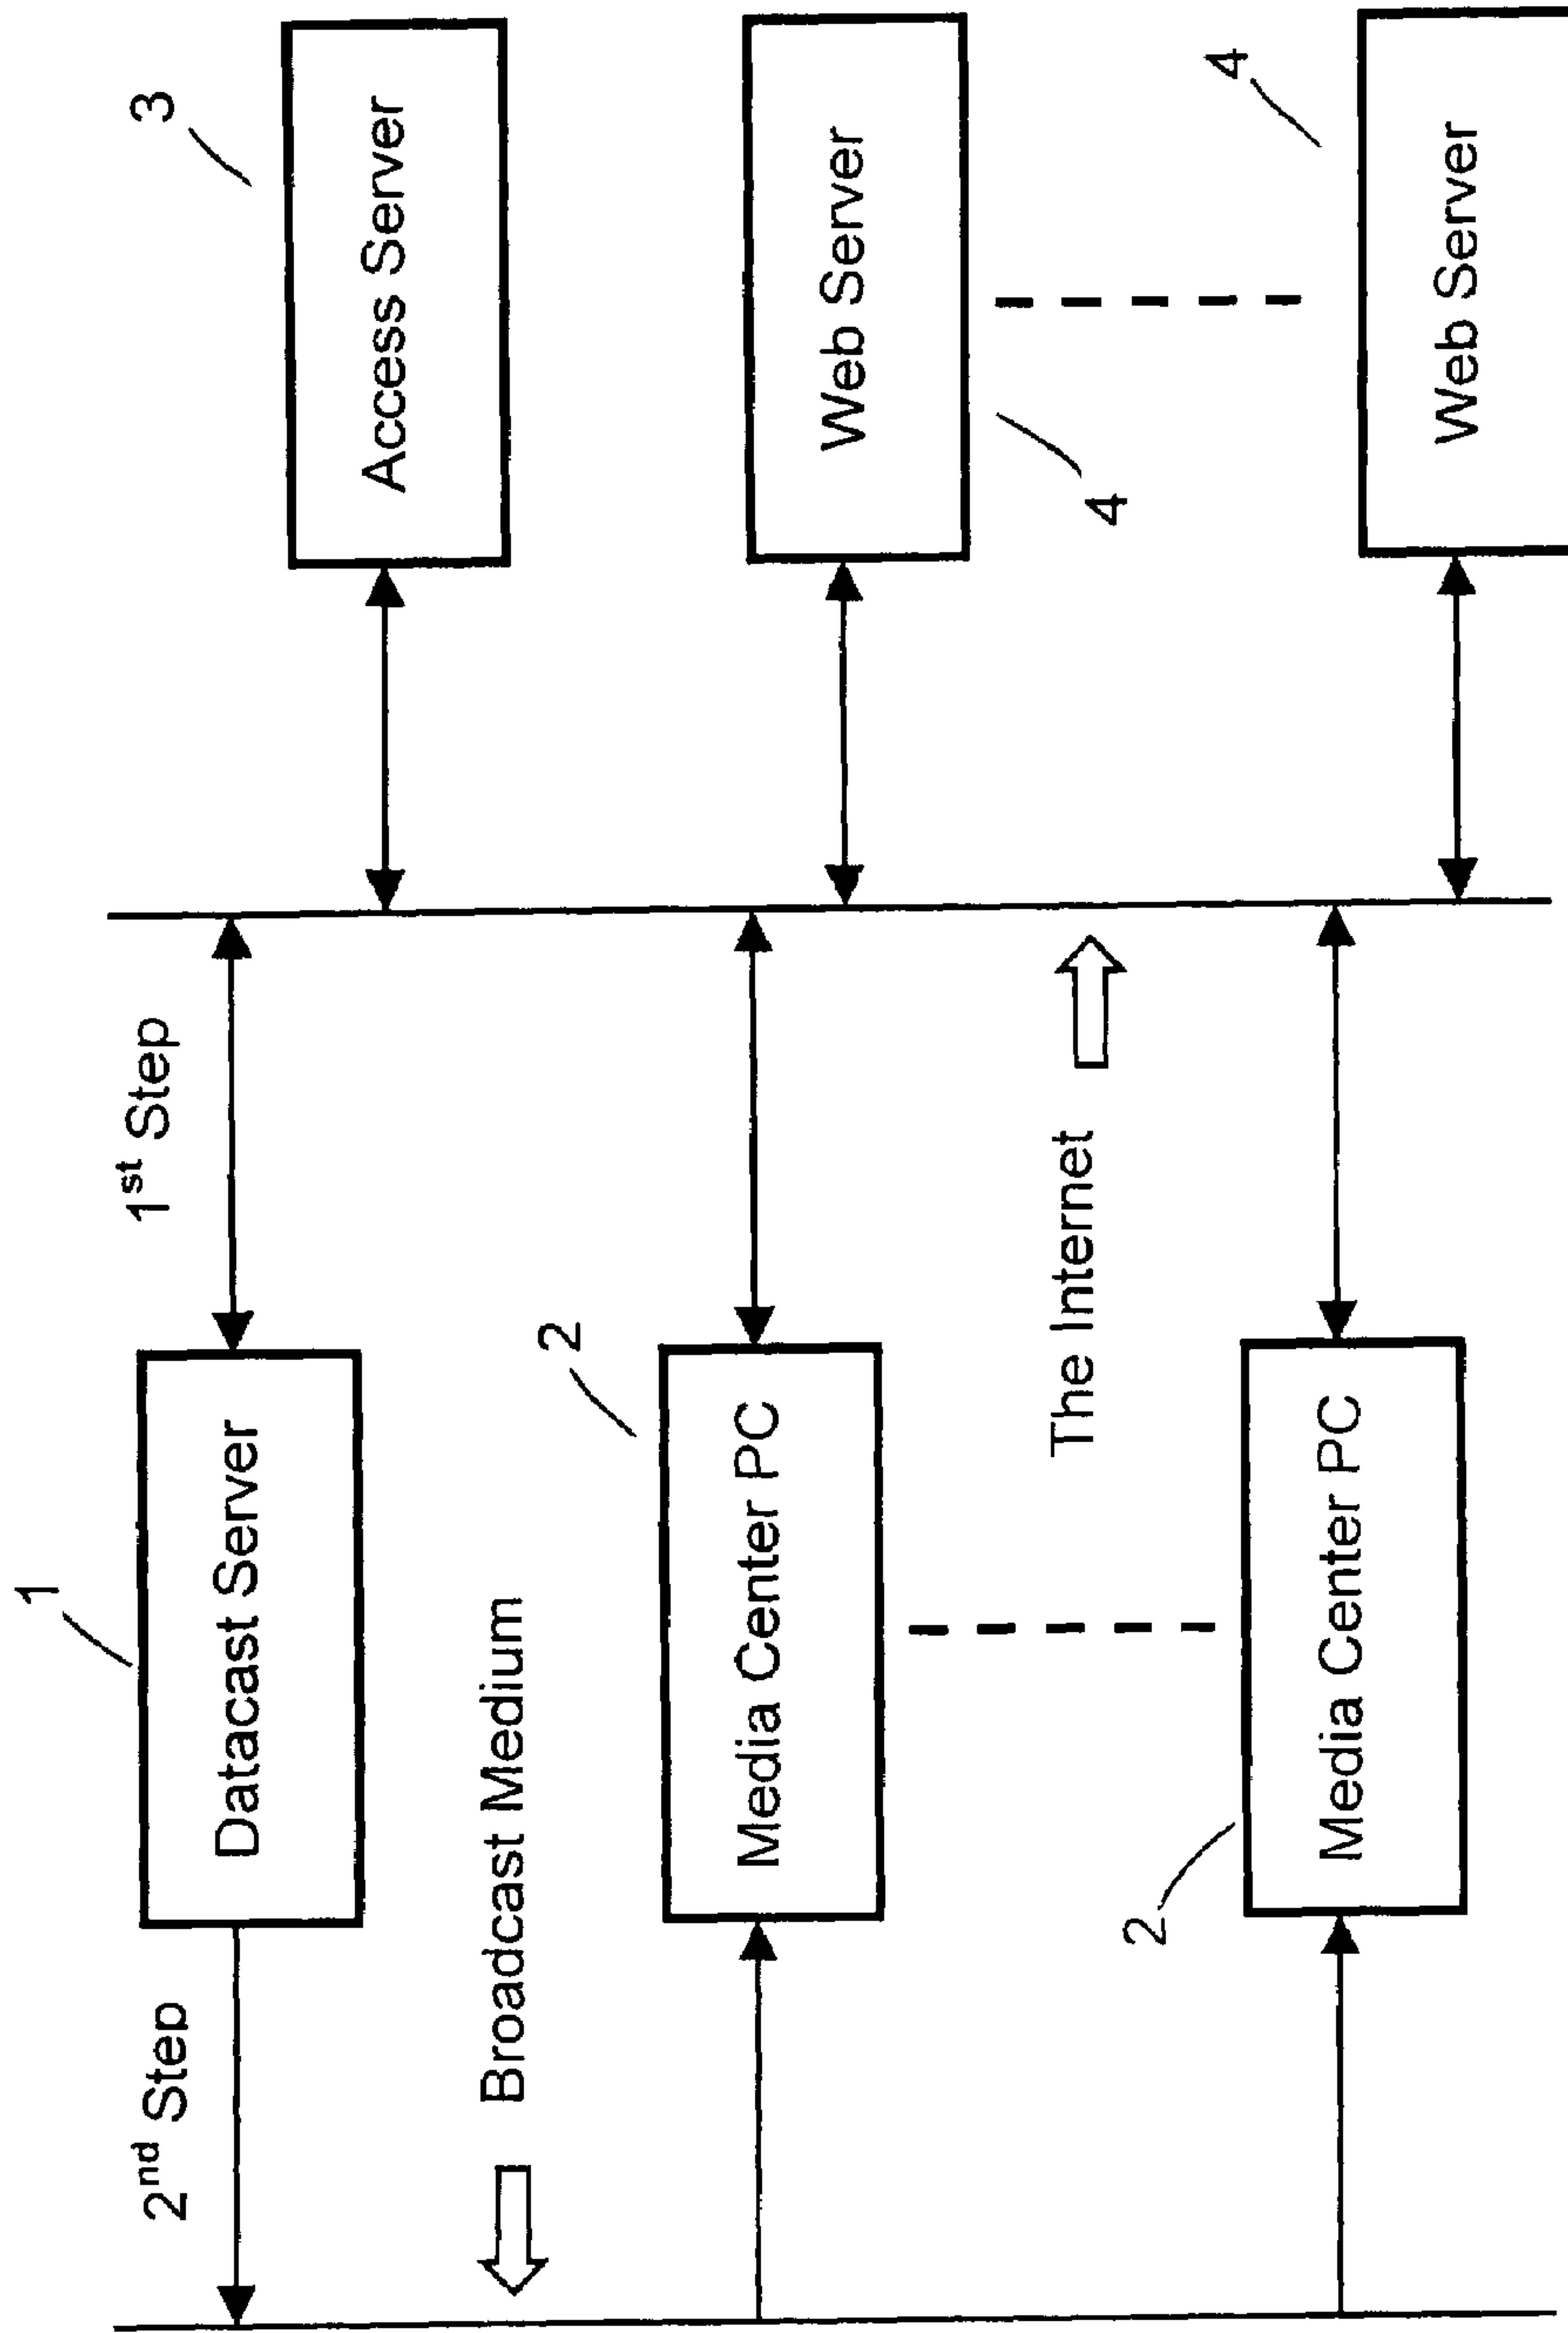 1
2nd Step
Datacast Server
1st Step
3
Access Server
Broadcast Medium
2
Media Center PC
Web Server
4
The Internet
2
Media Center PC
4
Web Server